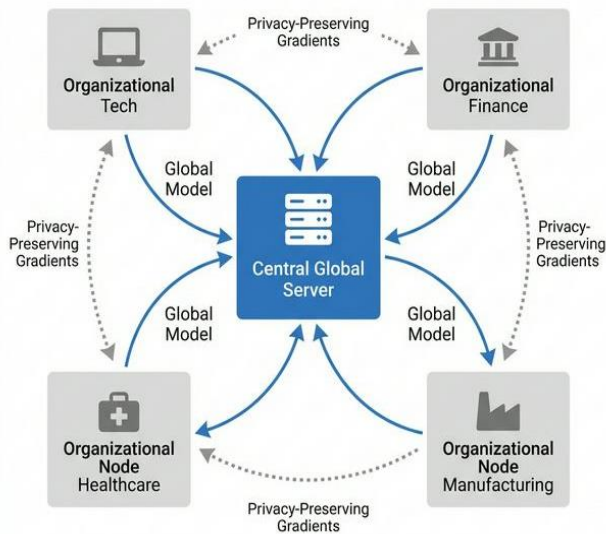 Privacy-Preserving
Gradients
Organizational
Tech
Organizational
Finance
Global
Model
Global
Model
Privacy-
Preserving
Gradients
Central Global
Server
Privacy-
Preserving
Gradients
Global
Model
Global
Model
Organizational
Node
Healthcare
Organizational
Node
Manufacturing
Privacy-Preserving
Gradients